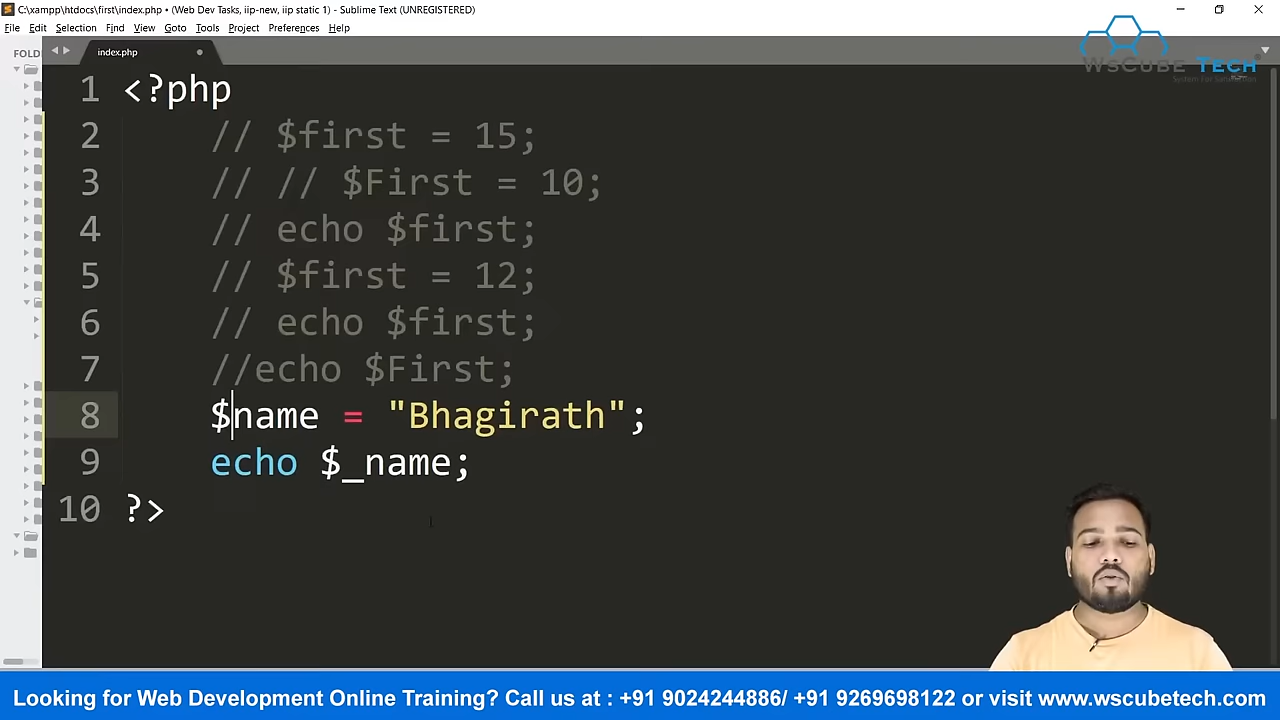 C:\xampp\htdocs\first\index.php • (Web Dev Tasks, iip-new, iip static 1) - Sublime Text (UNREGISTERED)
File Edit Selection Find View Goto Tools Project Preferences Help
FOLD
index.php
WsCube Tech
1 <?php
2 // $first = 15;
3 // // $First = 10;
4 // echo $first;
5 // $first = 12;
6 // echo $first;
7 //echo $First;
8 $name = "Bhagirath";
9 echo $_name;
10 ?>
Looking for Web Development Online Training? Call us at : +91 9024244886/ +91 9269698122 or visit www.wscubetech.com